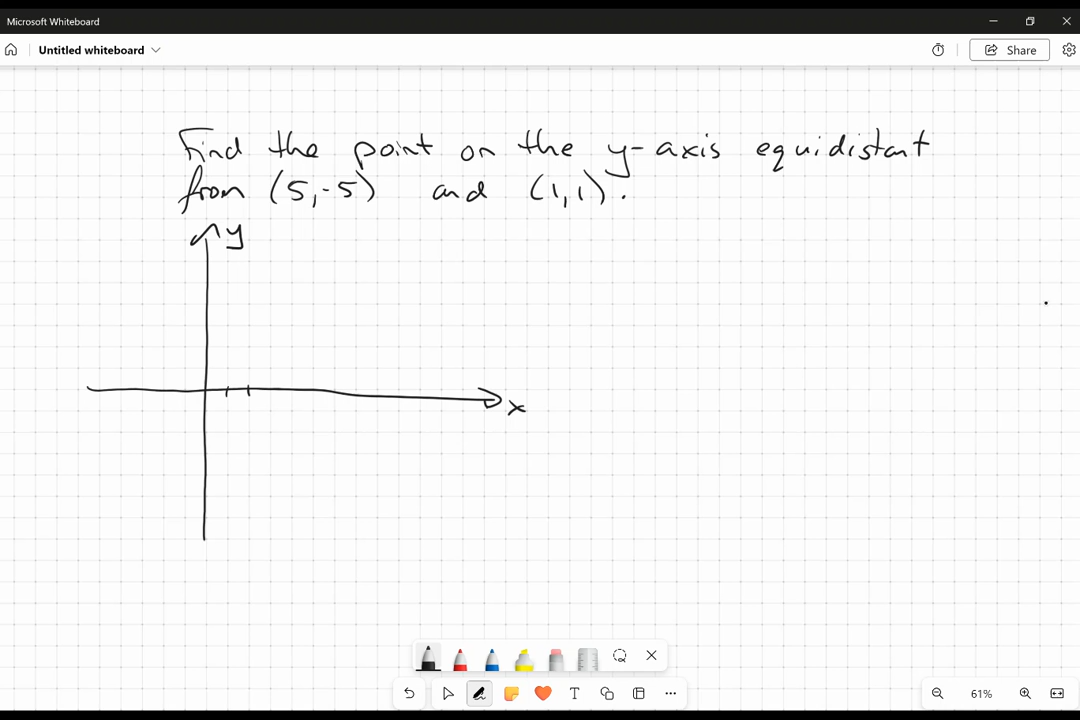 Microsoft Whiteboard
Untitled whiteboard
Share
Find the point on the y-axis equidistant
from (5,-5) and (1,1).
y
x
T
61%